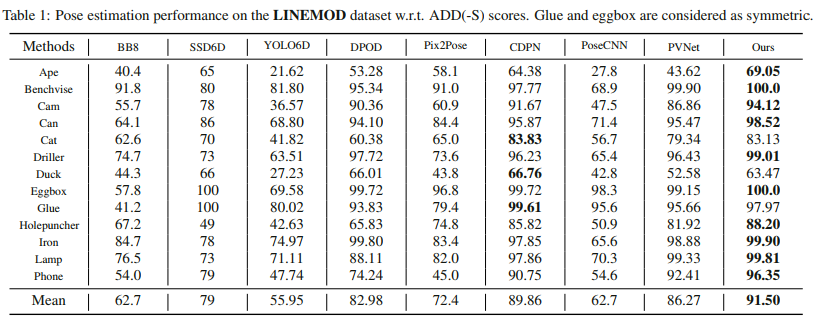 Table 1: Pose estimation performance on the LINEMOD dataset w.r.t. ADD(-S) scores. Glue and eggbox are considered as symmetric.
Methods BB8 SSD6D YOLO6D DPOD Pix2Pose CDPN PoseCNN PVNet Ours
Ape 40.4 65 21.62 53.28 58.1 64.38 27.8 43.62 69.05
Benchvise 91.8 80 81.80 95.34 91.0 97.77 68.9 99.90 100.0
Cam 55.7 78 36.57 90.36 60.9 91.67 47.5 86.86 94.12
Can 64.1 86 68.80 94.10 84.4 95.87 71.4 95.47 98.52
Cat 62.6 70 41.82 60.38 65.0 83.83 56.7 79.34 83.13
Driller 74.7 73 63.51 97.72 73.6 96.23 65.4 96.43 99.01
Duck 44.3 66 27.23 66.01 43.8 66.76 42.8 52.58 63.47
Eggbox 57.8 100 69.58 99.72 96.8 99.72 98.3 99.15 100.0
Glue 41.2 100 80.02 93.83 79.4 99.61 95.6 95.66 97.97
Holepuncher 67.2 49 42.63 65.83 74.8 85.82 50.9 81.92 88.20
Iron 84.7 78 74.97 99.80 83.4 97.85 65.6 98.88 99.90
Lamp 76.5 73 71.11 88.11 82.0 97.86 70.3 99.33 99.81
Phone 54.0 79 47.74 74.24 45.0 90.75 54.6 92.41 96.35
Mean 62.7 79 55.95 82.98 72.4 89.86 62.7 86.27 91.50